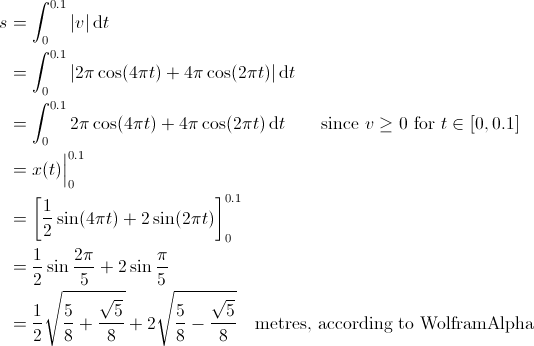 s = ∫_0^{0.1} |v| dt
= ∫_0^{0.1} |2π cos(4πt) + 4π cos(2πt)| dt
= ∫_0^{0.1} 2π cos(4πt) + 4π cos(2πt) dt since v ≥ 0 for t ∈ [0, 0.1]
= x(t)|_0^{0.1}
= [1/2 sin(4πt) + 2 sin(2πt)]_0^{0.1}
= 1/2 sin 2π/5 + 2 sin π/5
= 1/2 √(5/8 + √5/8) + 2√(5/8 − √5/8) metres, according to WolframAlpha